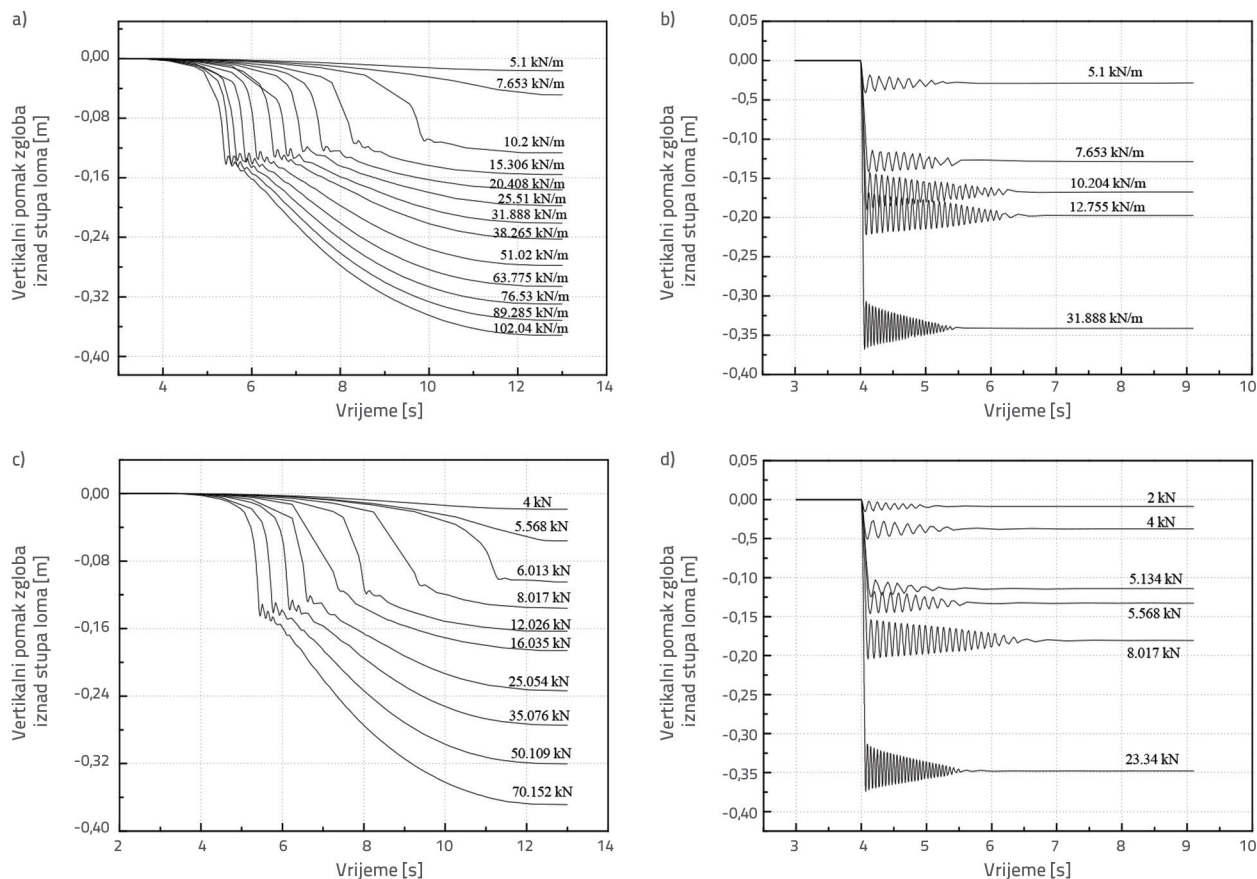 a)
Vertikalni pomak zgloba
iznad stupa loma [m]
0,00
-0,08
-0,16
-0,24
-0,32
-0,40
5.1 kN/m
7.653 kN/m
10.2 kN/m
15.306 kN/m
20.408 kN/m
25.51 kN/m
31.888 kN/m
38.265 kN/m
51.02 kN/m
63.775 kN/m
76.53 kN/m
89.285 kN/m
102.04 kN/m
4 6 8 10 12 14
Vrijeme [s]
b)
Vertikalni pomak zgloba
iznad stupa loma [m]
0,05
0,00
-0,5
-0,10
-0,15
-0,20
-0,25
-0,30
-0,35
-0,40
5.1 kN/m
7.653 kN/m
10.204 kN/m
12.755 kN/m
31.888 kN/m
3 4 5 6 7 8 9 10
Vrijeme [s]
c)
Vertikalni pomak zgloba
iznad stupa loma [m]
0,00
-0,08
-0,16
-0,24
-0,32
-0,40
4 kN
5.568 kN
6.013 kN
8.017 kN
12.026 kN
16.035 kN
25.054 kN
35.076 kN
50.109 kN
70.152 kN
2 4 6 8 10 12 14
Vrijeme [s]
d)
Vertikalni pomak zgloba
iznad stupa loma [m]
0,05
0,00
-0,5
-0,10
-0,15
-0,20
-0,25
-0,30
-0,35
-0,40
2 kN
4 kN
5.134 kN
5.568 kN
8.017 kN
23.34 kN
3 4 5 6 7 8 9 10
Vrijeme [s]